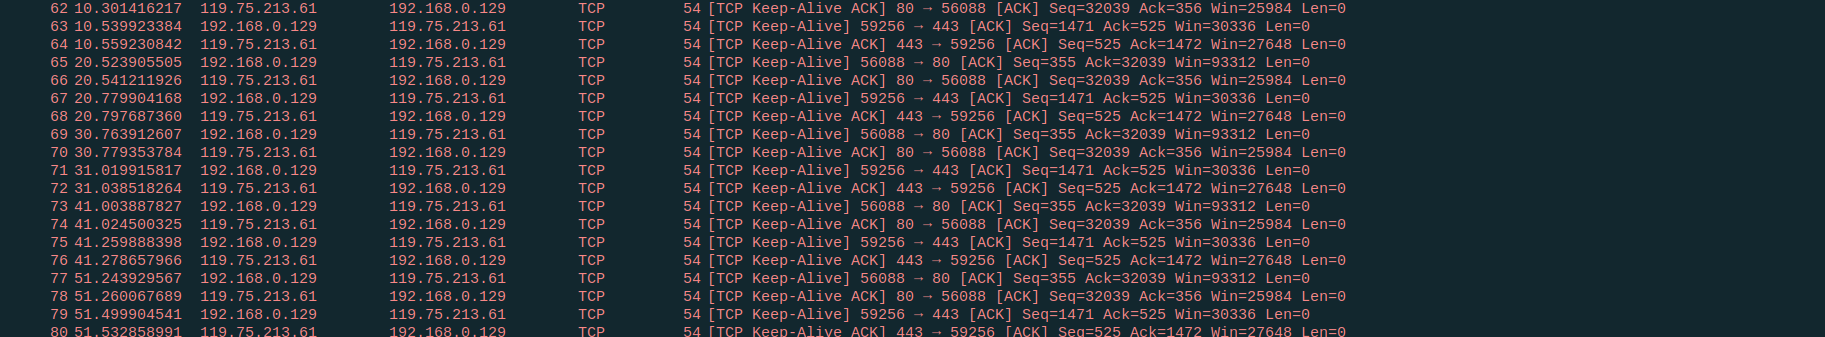 62 10.301416217 119.75.213.61 192.168.0.129 TCP 54 [TCP Keep-Alive ACK] 80 → 56088 [ACK] Seq=32039 Ack=356 Win=25984 Len=0
63 10.539923384 192.168.0.129 119.75.213.61 TCP 54 [TCP Keep-Alive] 59256 → 443 [ACK] Seq=1471 Ack=525 Win=30336 Len=0
64 10.559230842 119.75.213.61 192.168.0.129 TCP 54 [TCP Keep-Alive ACK] 443 → 59256 [ACK] Seq=525 Ack=1472 Win=27648 Len=0
65 20.523905505 192.168.0.129 119.75.213.61 TCP 54 [TCP Keep-Alive] 56088 → 80 [ACK] Seq=355 Ack=32039 Win=93312 Len=0
66 20.541211926 119.75.213.61 192.168.0.129 TCP 54 [TCP Keep-Alive ACK] 80 → 56088 [ACK] Seq=32039 Ack=356 Win=25984 Len=0
67 20.779904168 192.168.0.129 119.75.213.61 TCP 54 [TCP Keep-Alive] 59256 → 443 [ACK] Seq=1471 Ack=525 Win=30336 Len=0
68 20.797687360 119.75.213.61 192.168.0.129 TCP 54 [TCP Keep-Alive ACK] 443 → 59256 [ACK] Seq=525 Ack=1472 Win=27648 Len=0
69 30.763912607 192.168.0.129 119.75.213.61 TCP 54 [TCP Keep-Alive] 56088 → 80 [ACK] Seq=355 Ack=32039 Win=93312 Len=0
70 30.779353784 119.75.213.61 192.168.0.129 TCP 54 [TCP Keep-Alive ACK] 80 → 56088 [ACK] Seq=32039 Ack=356 Win=25984 Len=0
71 31.019915817 192.168.0.129 119.75.213.61 TCP 54 [TCP Keep-Alive] 59256 → 443 [ACK] Seq=1471 Ack=525 Win=30336 Len=0
72 31.038518264 119.75.213.61 192.168.0.129 TCP 54 [TCP Keep-Alive ACK] 443 → 59256 [ACK] Seq=525 Ack=1472 Win=27648 Len=0
73 41.003887827 192.168.0.129 119.75.213.61 TCP 54 [TCP Keep-Alive] 56088 → 80 [ACK] Seq=355 Ack=32039 Win=93312 Len=0
74 41.024500325 119.75.213.61 192.168.0.129 TCP 54 [TCP Keep-Alive ACK] 80 → 56088 [ACK] Seq=32039 Ack=356 Win=25984 Len=0
75 41.259888398 192.168.0.129 119.75.213.61 TCP 54 [TCP Keep-Alive] 59256 → 443 [ACK] Seq=1471 Ack=525 Win=30336 Len=0
76 41.278657966 119.75.213.61 192.168.0.129 TCP 54 [TCP Keep-Alive ACK] 443 → 59256 [ACK] Seq=525 Ack=1472 Win=27648 Len=0
77 51.243929567 192.168.0.129 119.75.213.61 TCP 54 [TCP Keep-Alive] 56088 → 80 [ACK] Seq=355 Ack=32039 Win=93312 Len=0
78 51.260067689 119.75.213.61 192.168.0.129 TCP 54 [TCP Keep-Alive ACK] 80 → 56088 [ACK] Seq=32039 Ack=356 Win=25984 Len=0
79 51.499904541 192.168.0.129 119.75.213.61 TCP 54 [TCP Keep-Alive] 59256 → 443 [ACK] Seq=1471 Ack=525 Win=30336 Len=0
80 51.532858991 119.75.213.61 192.168.0.129 TCP 54 [TCP Keep-Alive ACK] 443 → 59256 [ACK] Seq=525 Ack=1472 Win=27648 Len=0